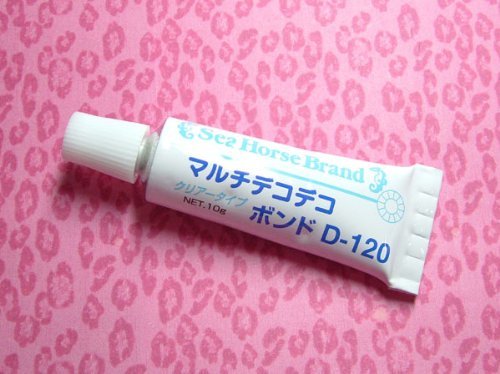 Sea Horse Brand
マルチデコデコ
クリアータイプ
ボンド D-120
NET.10g